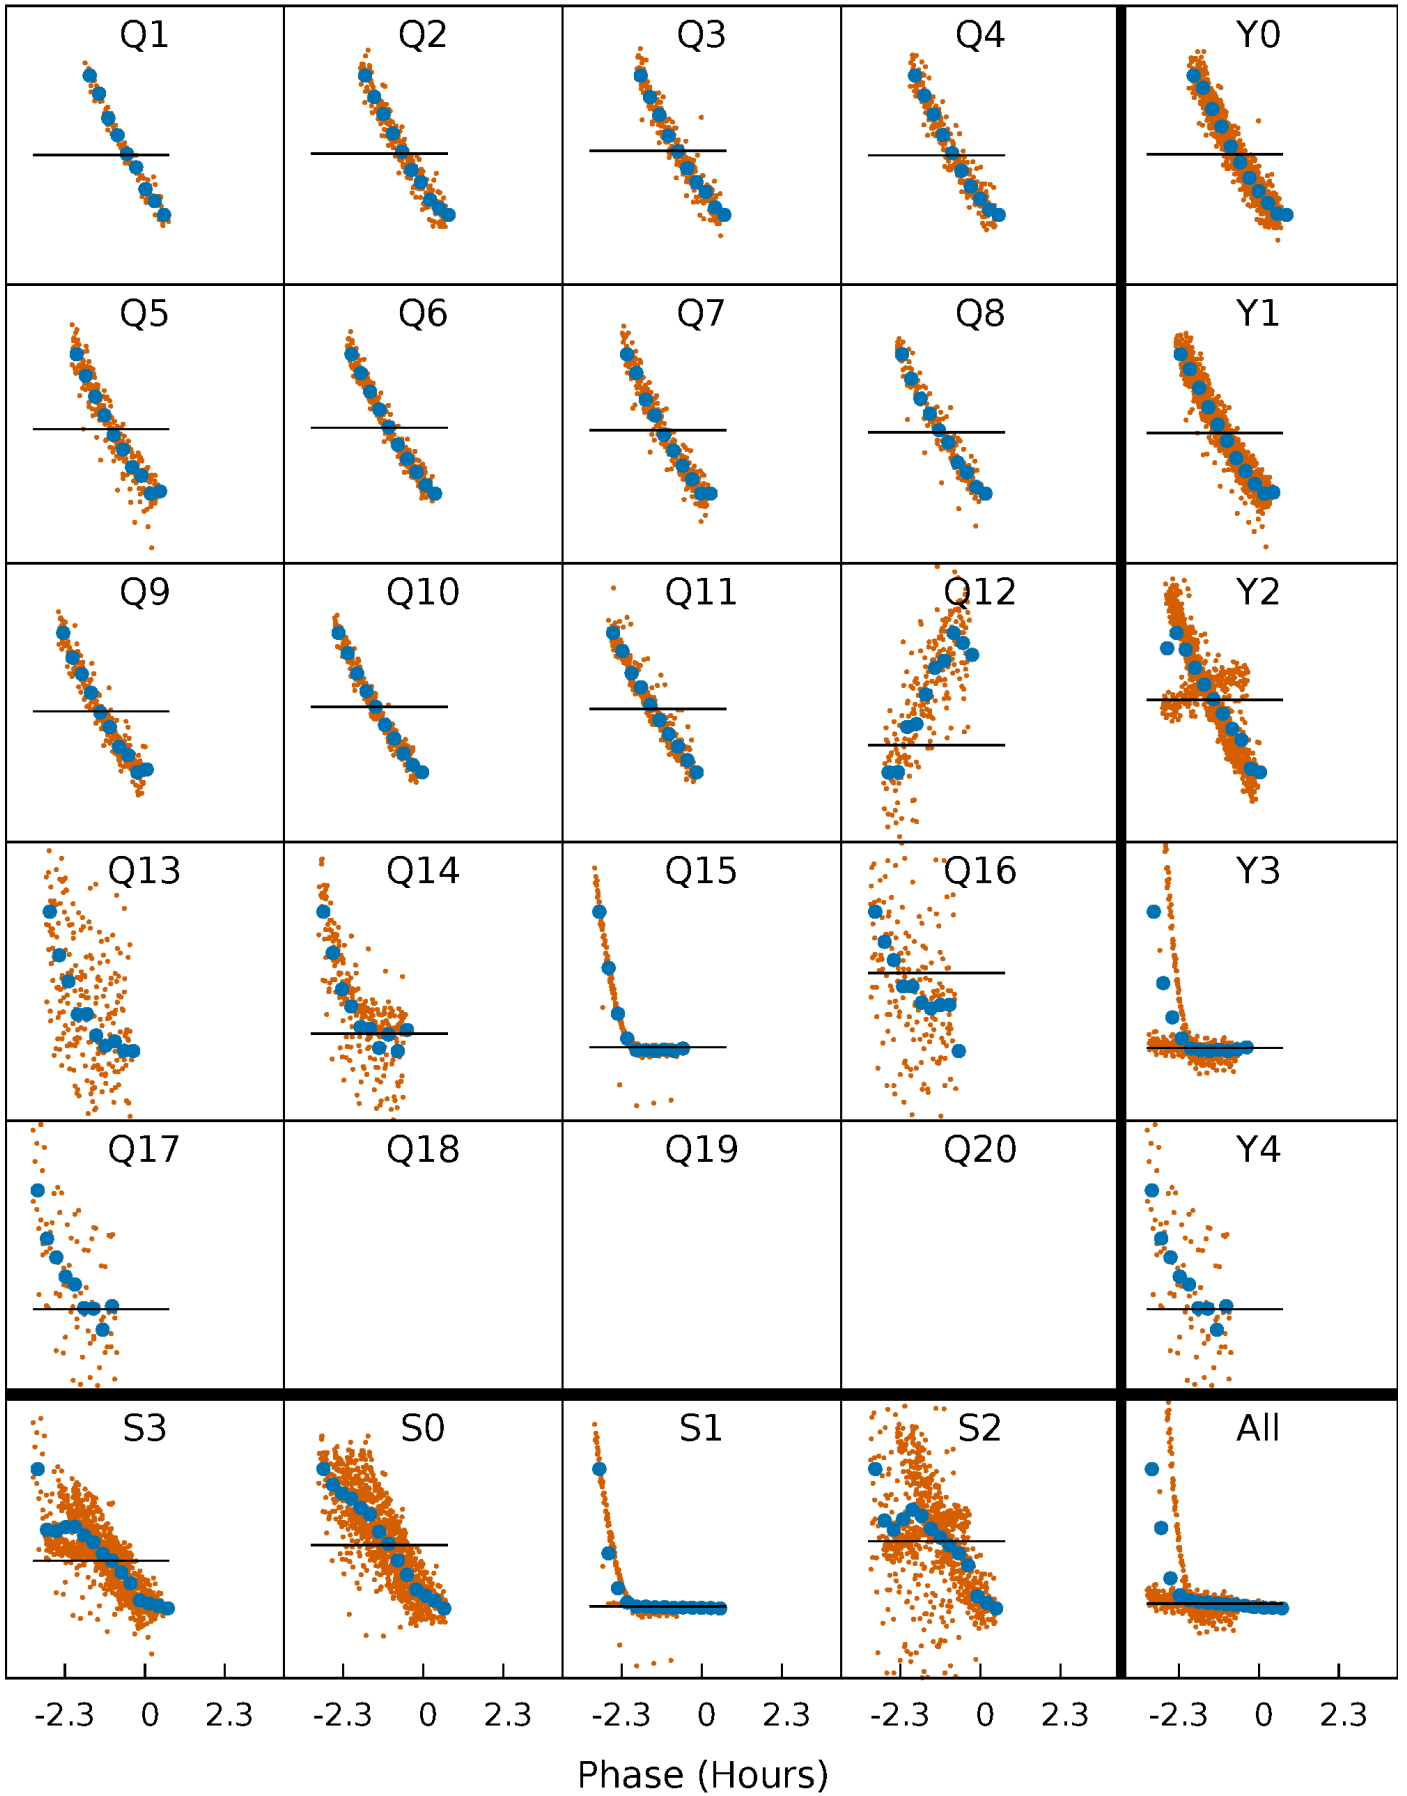 Q1 Q2 Q3 Q4 Y0
Q5 Q6 Q7 Q8 Y1
Q9 Q10 Q11 Q12 Y2
Q13 Q14 Q15 Q16 Y3
Q17 Q18 Q19 Q20 Y4
S3 S0 S1 S2 All
-2.3 0 2.3 -2.3 0 2.3 -2.3 0 2.3 -2.3 0 2.3 -2.3 0 2.3
Phase (Hours)